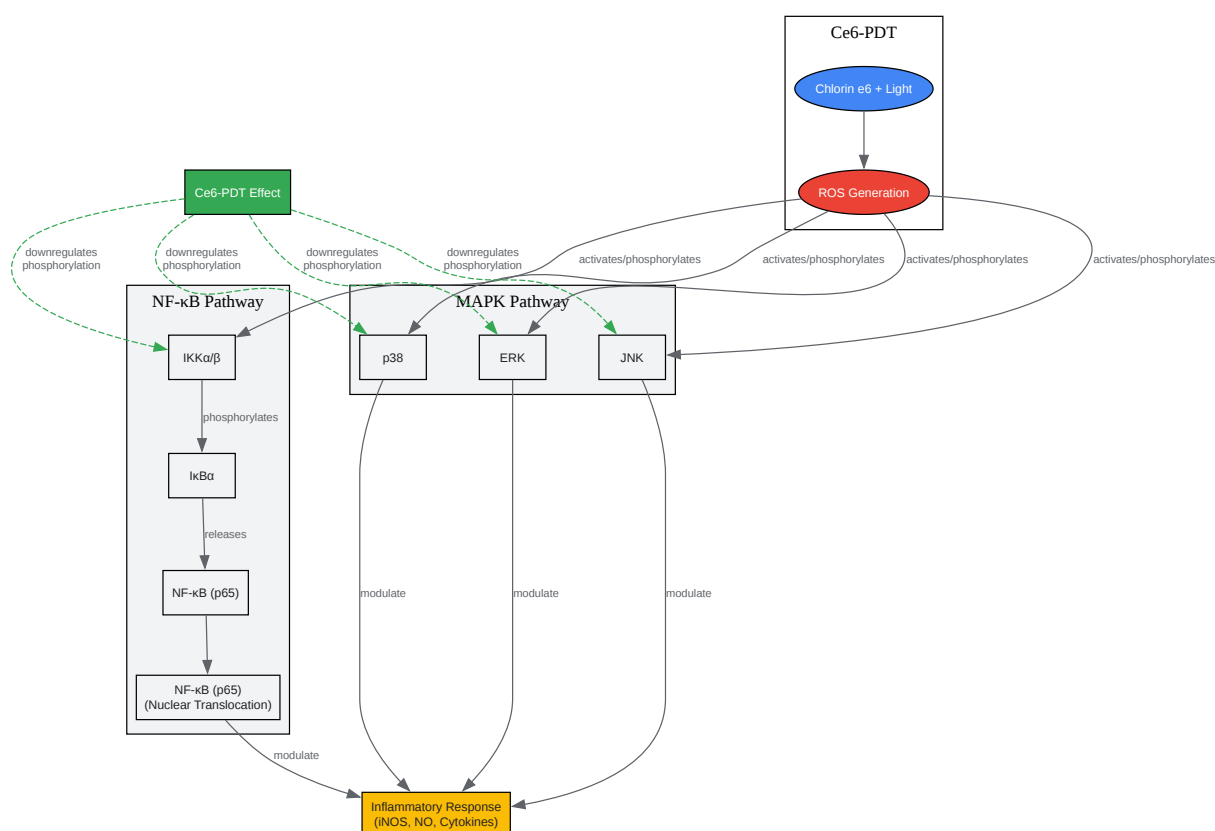 Ce6-PDT
Chlorin e6 + Light
Ce6-PDT Effect
ROS Generation
downregulates
phosphorylation
downregulates
phosphorylation
downregulates
phosphorylation
downregulates
phosphorylation
activates/phosphorylates
activates/phosphorylates
activates/phosphorylates
activates/phosphorylates
NF-κB Pathway
MAPK Pathway
IKKα/β
p38
ERK
JNK
phosphorylates
IκBα
releases
NF-κB (p65)
modulate
modulate
modulate
NF-κB (p65)
(Nuclear Translocation)
modulate
Inflammatory Response
(iNOS, NO, Cytokines)